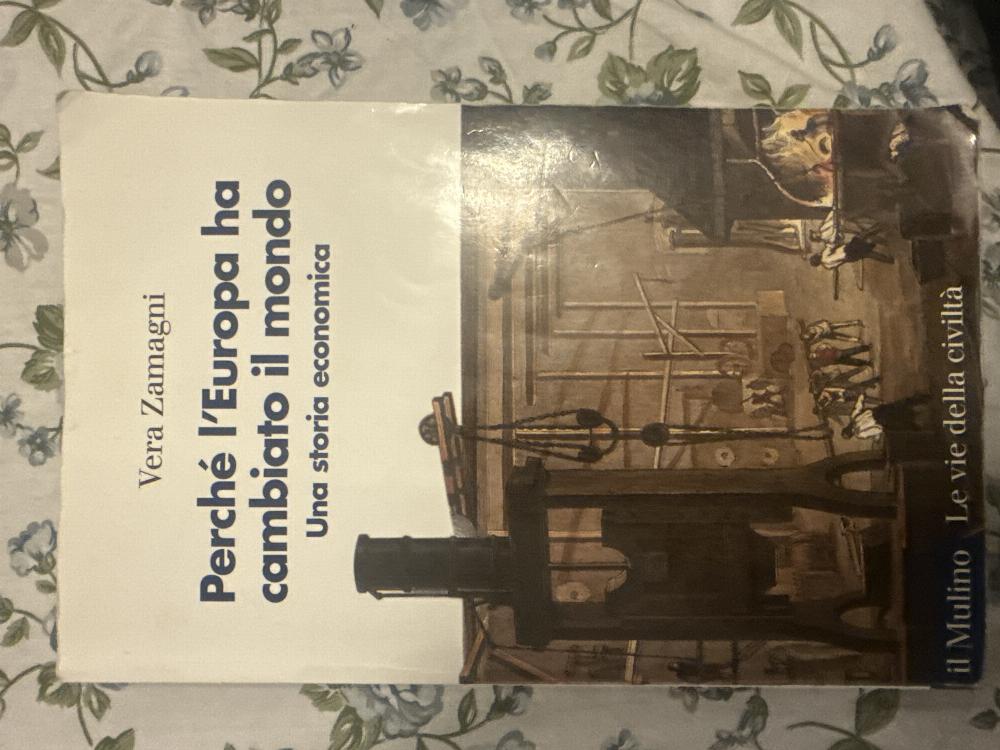 Vera Zamagni
Perché l'Europa ha
cambiato il mondo
Una storia economica
il Mulino Le vie della civiltà